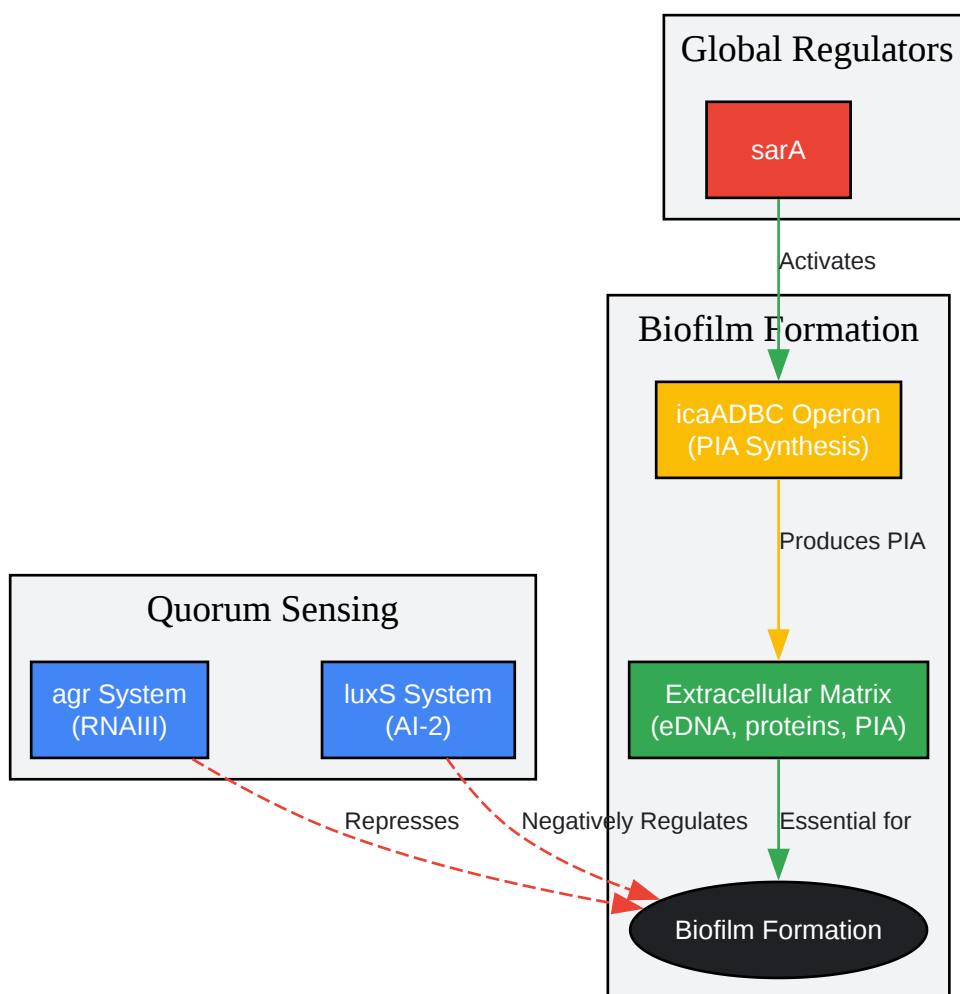 Global Regulators
sarA
Activates
Biofilm Formation
icaADBC Operon
(PIA Synthesis)
Produces PIA
Quorum Sensing
agr System
(RNAIII)
luxS System
(AI-2)
Extracellular Matrix
(eDNA, proteins, PIA)
Represses
Negatively Regulates
Essential for
Biofilm Formation